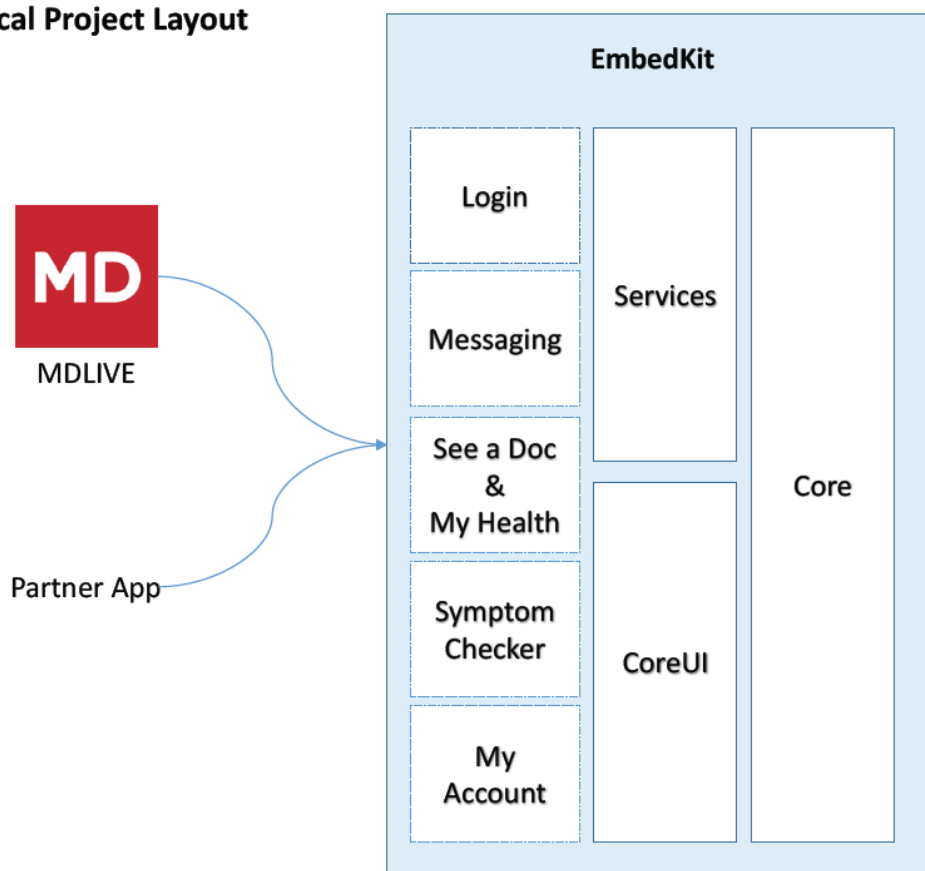 cal Project Layout
EmbedKit
Login
Services
Core
MD
MDLIVE
Messaging
See a Doc
&
My Health
Partner App
Symptom
Checker
CoreUI
My
Account